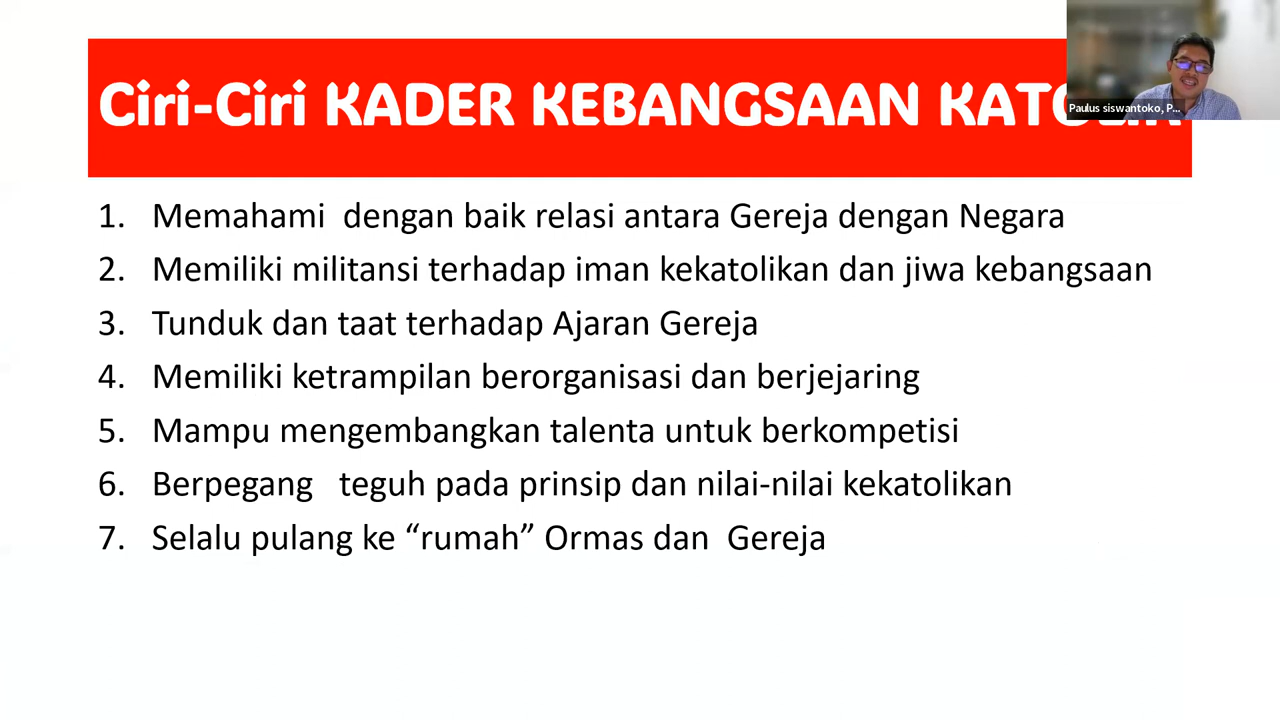 Ciri-Ciri KADER KEBANGSAAN KATOLIK
Paulus siswantoko, P...
1. Memahami dengan baik relasi antara Gereja dengan Negara
2. Memiliki militansi terhadap iman kekatolikan dan jiwa kebangsaan
3. Tunduk dan taat terhadap Ajaran Gereja
4. Memiliki ketrampilan berorganisasi dan berjejaring
5. Mampu mengembangkan talenta untuk berkompetisi
6. Berpegang teguh pada prinsip dan nilai-nilai kekatolikan
7. Selalu pulang ke “rumah” Ormas dan Gereja